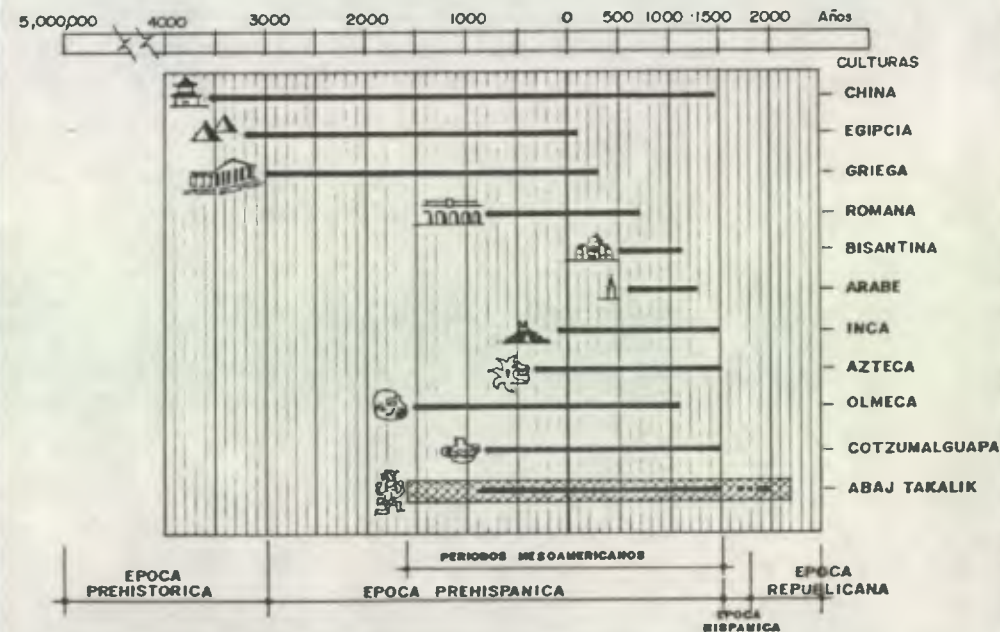 5,000,000 4000 3000 2000 1000 0 500 1000 1500 2000 Años
CULTURAS
CHINA
EGIPCIA
GRIEGA
ROMANA
BISANTINA
ARABE
INCA
AZTECA
OLMECA
COTZUMALGUAPA
ABAJ TAKALIK
PERIODOS MESOAMERICANOS
EPOCA
PREHISTORICA
EPOCA PREHISPANICA
EPOCA
REPUBLICANA
EPOCA
HISPANICA